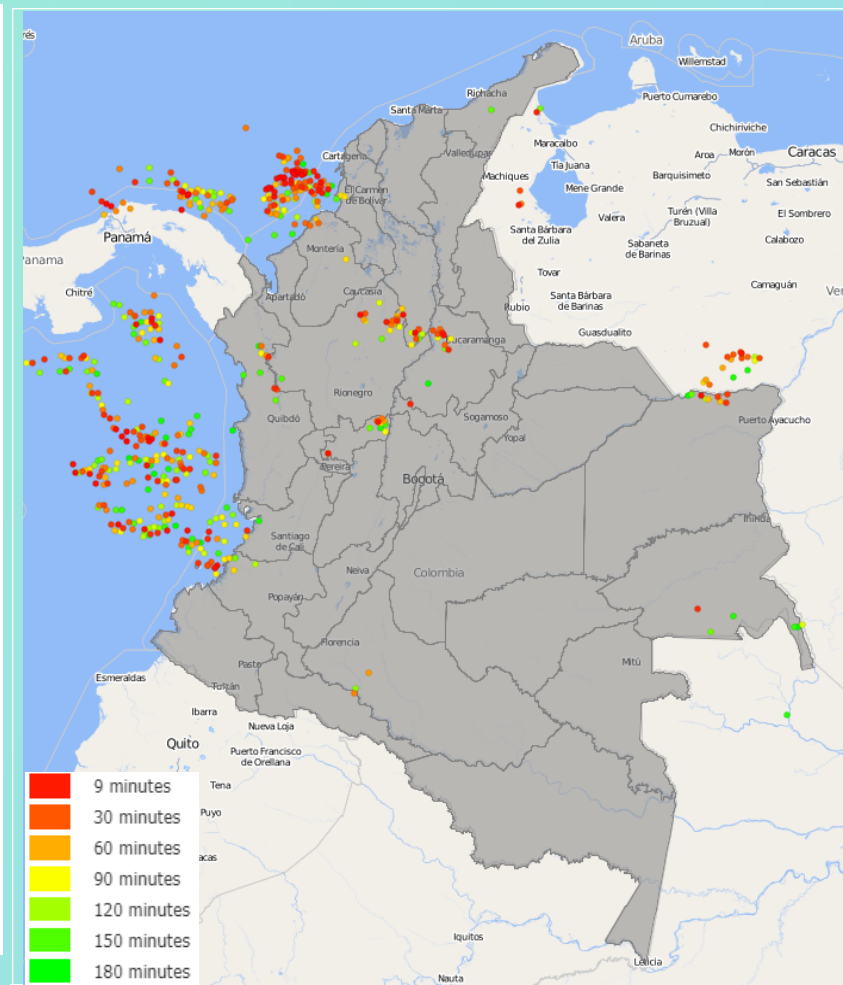 rés
Aruba
Willemstad
Riohacha
Puerto Cumarebo
Santa Marta
Chichiriviche
Maracaibo
Cartagena
Valledupar
Tía Juana
Aroa
Morón
Caracas
Machiques
Mene Grande
Barquisimeto
San Sebastián
El Carmen
de Bolívar
Valera
Turén (Villa
Bruzual)
El Sombrero
Panamá
Santa Bárbara
del Zulia
Sabaneta
de Barinas
Calabozo
Montería
Panama
Tovar
Camaguán
Chitré
Caucasia
Apartadó
Rubio
Santa Bárbara
de Barinas
Ve
Guasdualito
ucaramanga
Rionegro
Quibdó
Sogamoso
Puerto Ayacucho
Yopal
Pereira
Bogotá
Inírida
Santiago
de Cali
Neiva
Colombia
Popayán
Florencia
Mitú
Pasto
Esmeraldas
Tulcán
Ibarra
Nueva Loja
Quito
Puerto Francisco
de Orellana
Tena
Puyo
acas
9 minutes
30 minutes
60 minutes
90 minutes
120 minutes
150 minutes
180 minutes
Iquitos
Leticia
Nauta